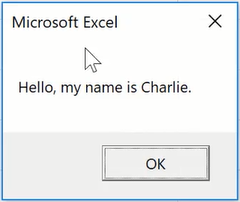 Microsoft Excel
Hello, my name is Charlie.
OK